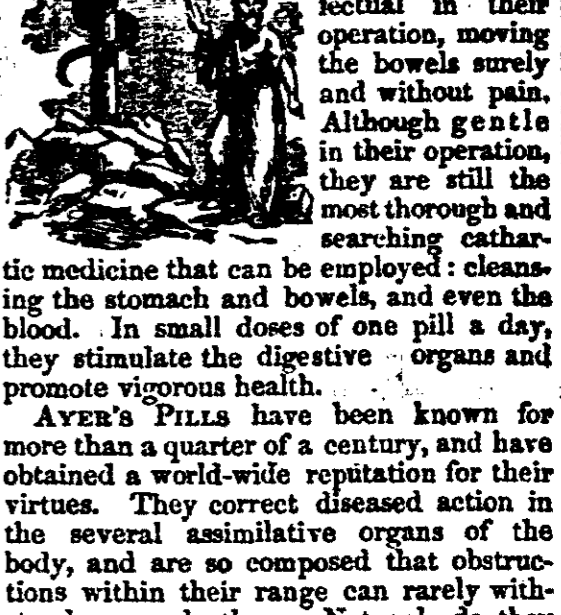 fectual in their
operation, moving
the bowels surely
and without pain.
Although gentle
in their operation,
they are still the
most thorough and
searching cathar-
tic medicine that can be employed: cleans-
ing the stomach and bowels, and even the
blood. In small doses of one pill a day,
they stimulate the digestive organs and
promote vigorous health.
AYER'S PILLS have been known for
more than a quarter of a century, and have
obtained a world-wide reputation for their
virtues. They correct diseased action in
the several assimilative organs of the
body, and are so composed that obstruc-
tions within their range can rarely with-